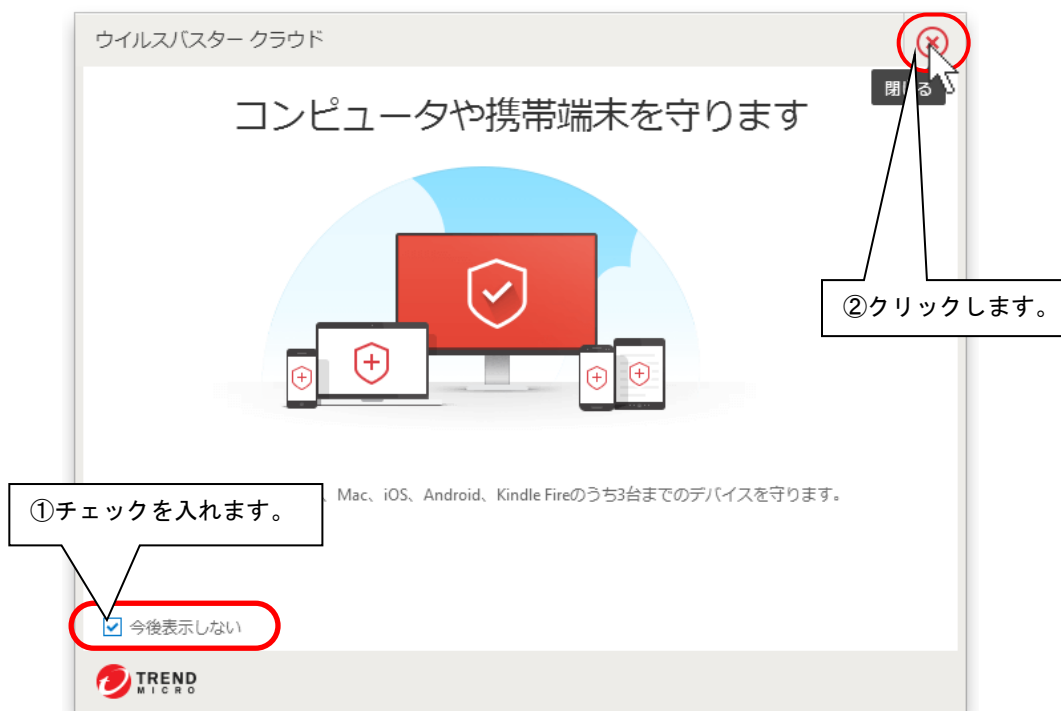 ウイルスバスター クラウド
閉じる
コンピュータや携帯端末を守ります
②クリックします。
、Mac、iOS、Android、Kindle Fireのうち3台までのデバイスを守ります。
①チェックを入れます。
今後表示しない
TREND
MICRO